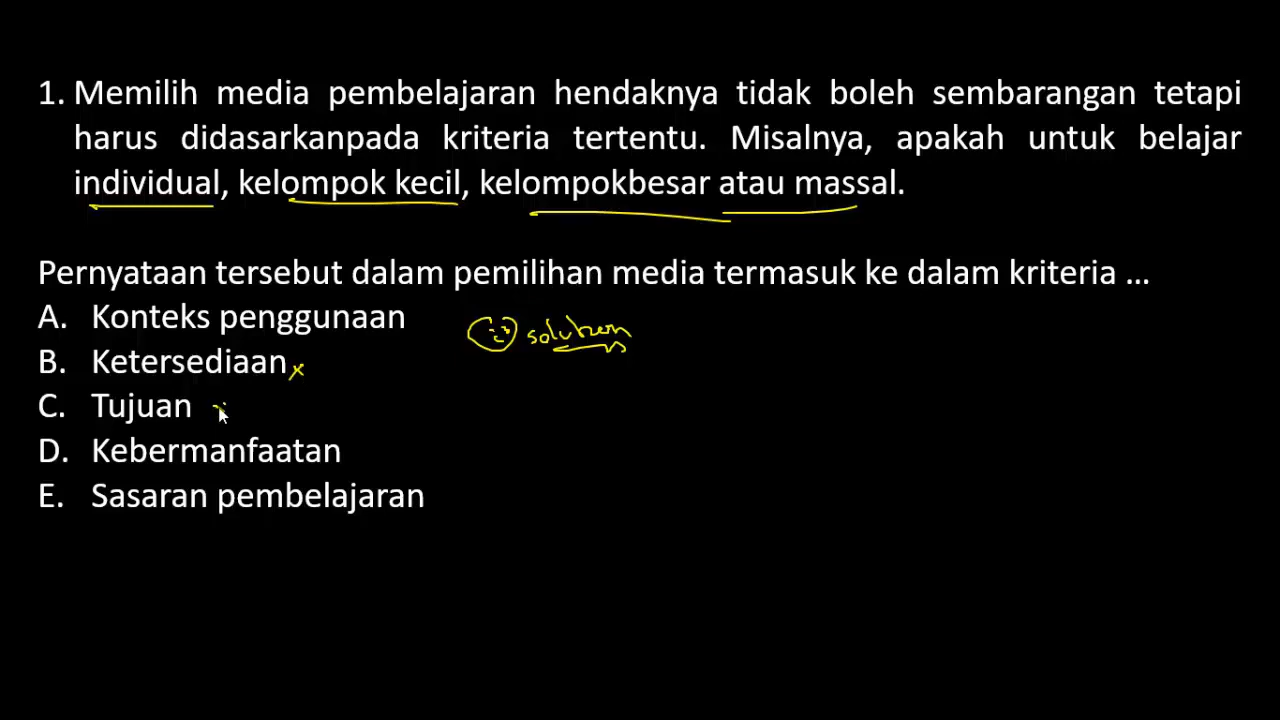 1. Memilih media pembelajaran hendaknya tidak boleh sembarangan tetapi
harus didasarkanpada kriteria tertentu. Misalnya, apakah untuk belajar
individual, kelompok kecil, kelompokbesar atau massal.
Pernyataan tersebut dalam pemilihan media termasuk ke dalam kriteria ...
A. Konteks penggunaan
B. Ketersediaan x
C. Tujuan
D. Kebermanfaatan
E. Sasaran pembelajaran